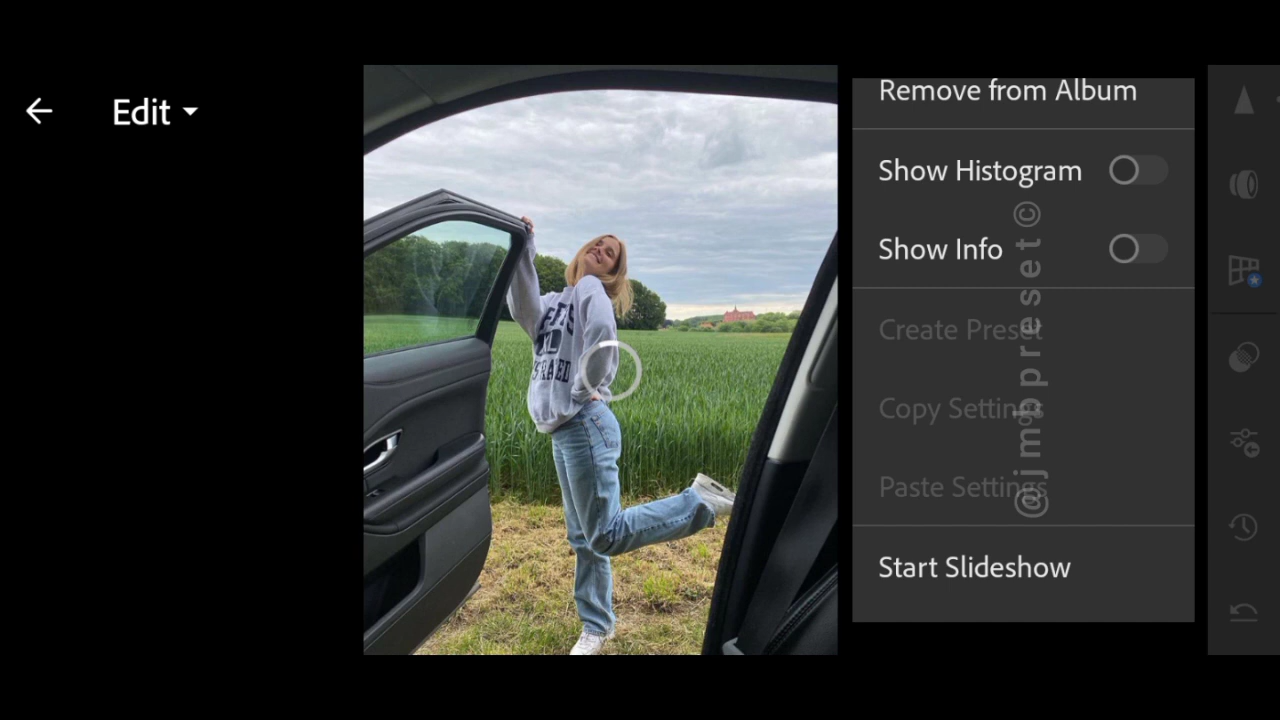 Edit
Remove from Album
Show Histogram
Show Info
Create Preset
Copy Settings
Paste Settings
Start Slideshow
@jmbpreset©